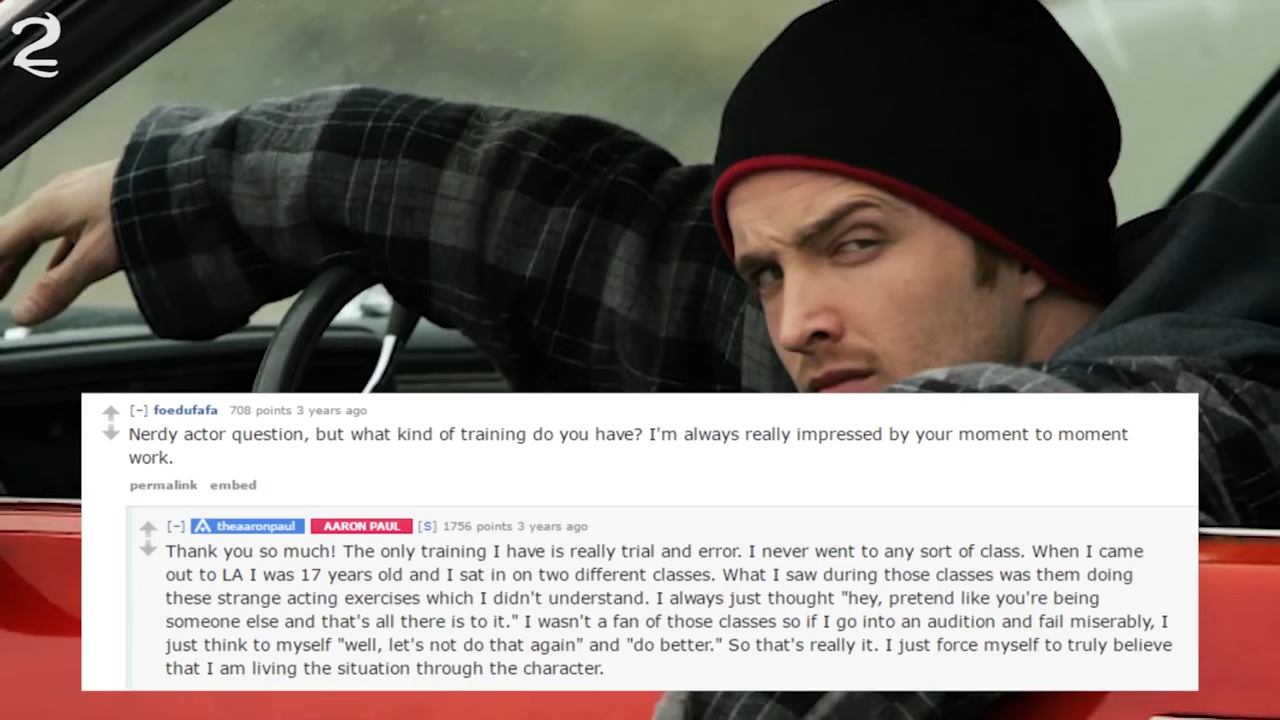 2
[-] foedufafa 708 points 3 years ago
Nerdy actor question, but what kind of training do you have? I'm always really impressed by your moment to moment
work.
permalink embed
[-] theaaronpaul AARON PAUL [S] 1756 points 3 years ago
Thank you so much! The only training I have is really trial and error. I never went to any sort of class. When I came
out to LA I was 17 years old and I sat in on two different classes. What I saw during those classes was them doing
these strange acting exercises which I didn't understand. I always just thought "hey, pretend like you're being
someone else and that's all there is to it." I wasn't a fan of those classes so if I go into an audition and fail miserably, I
just think to myself "well, let's not do that again" and "do better." So that's really it. I just force myself to truly believe
that I am living the situation through the character.